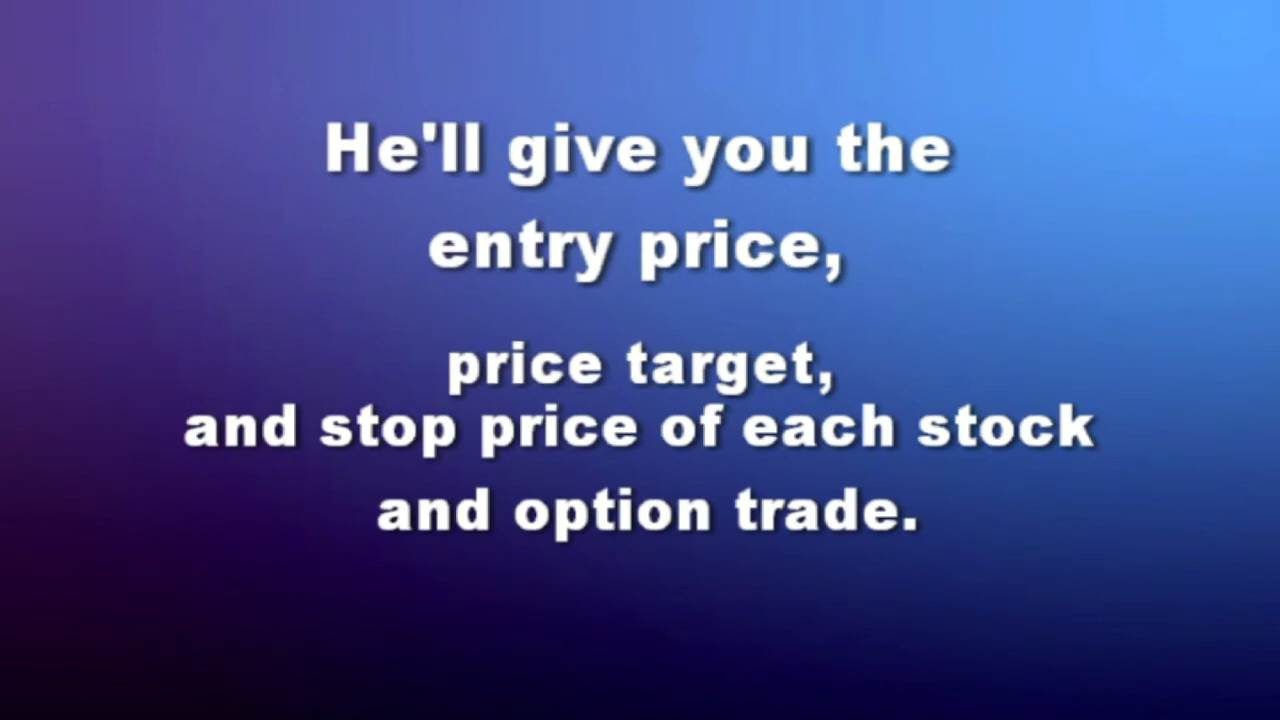 He'll give you the
entry price,
price target,
and stop price of each stock
and option trade.